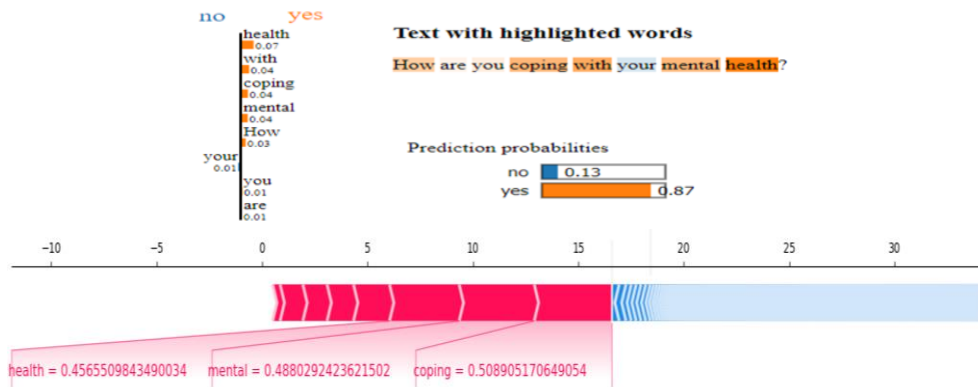 no yes
health
0.07
with
0.04
coping
0.04
mental
0.04
How
0.03
your
0.01
you
0.01
are
0.01
Text with highlighted words
How are you coping with your mental health?
Prediction probabilities
no 0.13
yes 0.87
−10 −5 0 5 10 15 20 25 30
health = 0.4565509843490034 mental = 0.4880292423621502 coping = 0.508905170649054